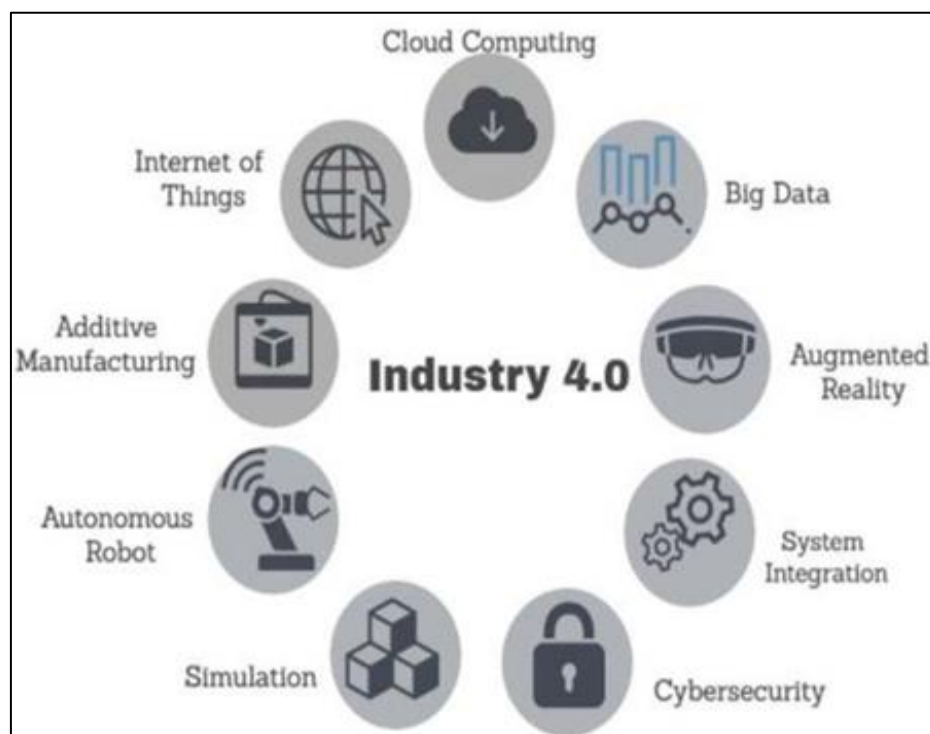 Cloud Computing
Internet of
Things
Big Data
Additive
Manufacturing
Industry 4.0
Augmented
Reality
Autonomous
Robot
System
Integration
Simulation
Cybersecurity